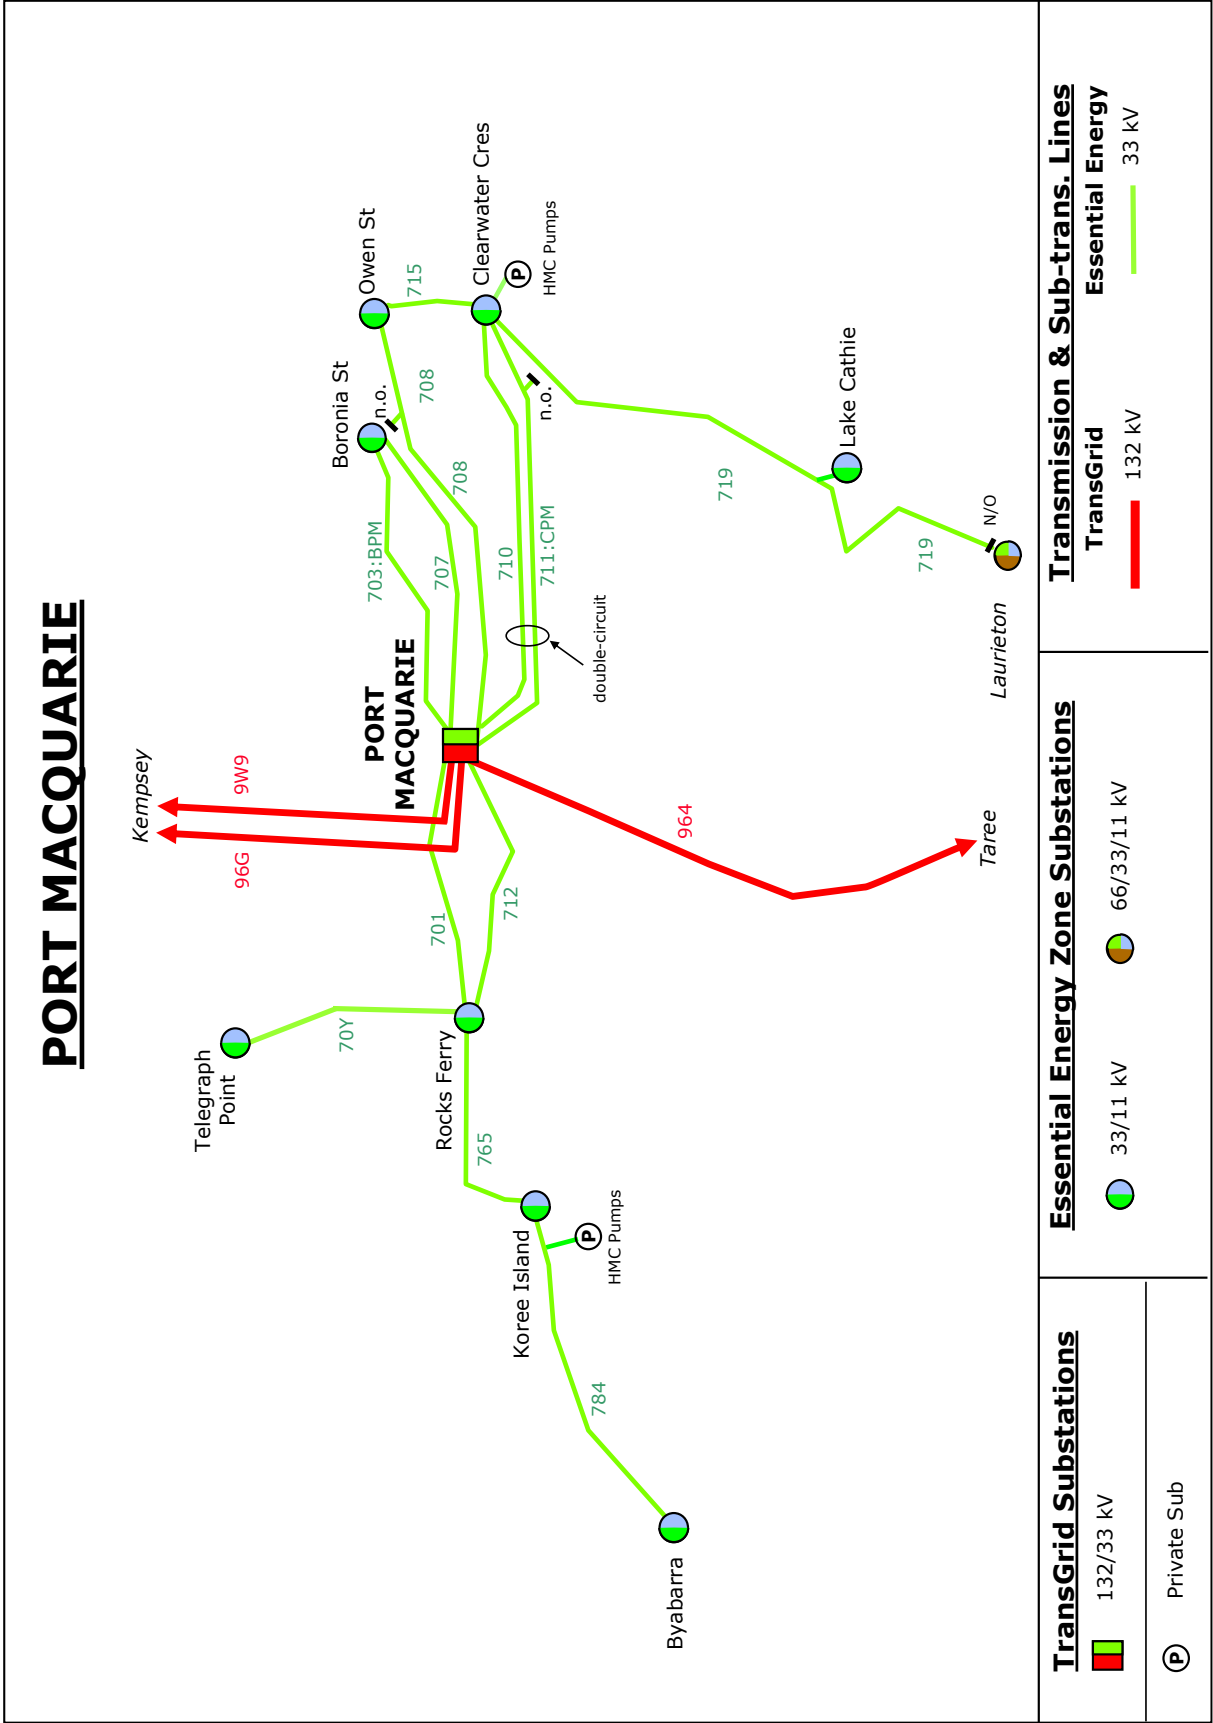 PORT MACQUARIE
Kempsey
96G
9W9
Telegraph
Point
70Y
Rocks Ferry
701
712
765
Koree Island
HMC Pumps
P
784
Byabarra
PORT
MACQUARIE
703:BPM
707
708
708
Boronia St
n.o.
Owen St
715
Clearwater Cres
P
HMC Pumps
710
711:CPM
n.o.
double-circuit
719
Lake Cathie
719
N/O
Laurieton
964
Taree
TransGrid Substations
132/33 kV
P
Private Sub
Essential Energy Zone Substations
33/11 kV
66/33/11 kV
Transmission & Sub-trans. Lines
TransGrid
Essential Energy
132 kV
33 kV